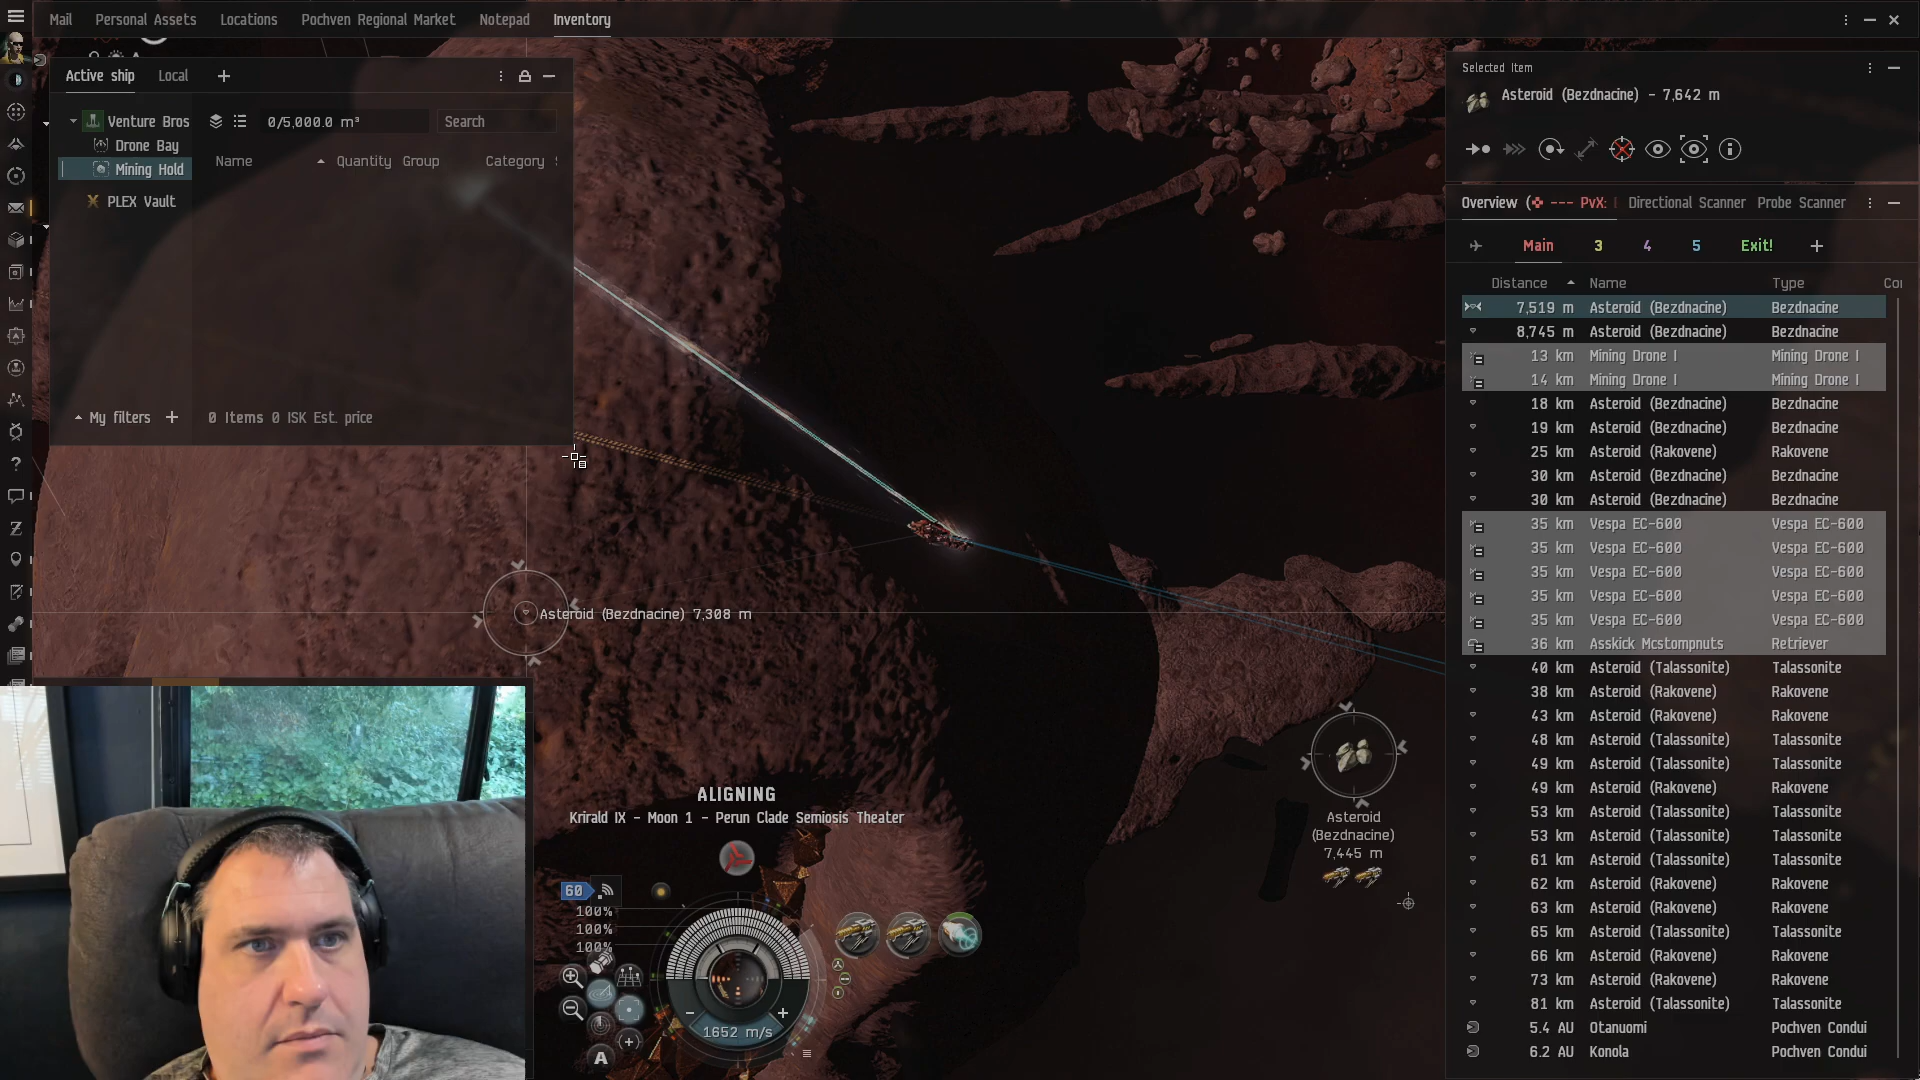 Mail Personal Assets Locations Pochven Regional Market Notepad Inventory
Active ship Local +
Venture Bros
Drone Bay
Mining Hold
PLEX Vault
0/5,000.0 m³ Search
Name Quantity Group Category
My filters +
0 Items 0 ISK Est. price
Asteroid (Bezdnacine) 7,308 m
ALIGNING
Krirald IX - Moon 1 - Perun Clade Semiosis Theater
60
100%
100%
100%
1652 m/s
A
Asteroid
(Bezdnacine)
7,445 m
Selected Item
Asteroid (Bezdnacine) - 7,642 m
Overview ( --- PvX: Directional Scanner Probe Scanner
Main 3 4 5 Exit! +
Distance Name Type
7,519 m Asteroid (Bezdnacine) Bezdnacine
8,745 m Asteroid (Bezdnacine) Bezdnacine
13 km Mining Drone I Mining Drone I
14 km Mining Drone I Mining Drone I
18 km Asteroid (Bezdnacine) Bezdnacine
19 km Asteroid (Bezdnacine) Bezdnacine
25 km Asteroid (Rakovene) Rakovene
30 km Asteroid (Bezdnacine) Bezdnacine
30 km Asteroid (Bezdnacine) Bezdnacine
35 km Vespa EC-600 Vespa EC-600
35 km Vespa EC-600 Vespa EC-600
35 km Vespa EC-600 Vespa EC-600
35 km Vespa EC-600 Vespa EC-600
35 km Vespa EC-600 Vespa EC-600
36 km Asskick Mcstompnuts Retriever
40 km Asteroid (Talassonite) Talassonite
38 km Asteroid (Rakovene) Rakovene
43 km Asteroid (Rakovene) Rakovene
48 km Asteroid (Talassonite) Talassonite
49 km Asteroid (Talassonite) Talassonite
49 km Asteroid (Rakovene) Rakovene
53 km Asteroid (Talassonite) Talassonite
53 km Asteroid (Talassonite) Talassonite
61 km Asteroid (Talassonite) Talassonite
62 km Asteroid (Rakovene) Rakovene
63 km Asteroid (Rakovene) Rakovene
65 km Asteroid (Talassonite) Talassonite
66 km Asteroid (Rakovene) Rakovene
73 km Asteroid (Rakovene) Rakovene
81 km Asteroid (Talassonite) Talassonite
5.4 AU Otanuomi Pochven Condui
6.2 AU Konola Pochven Condui